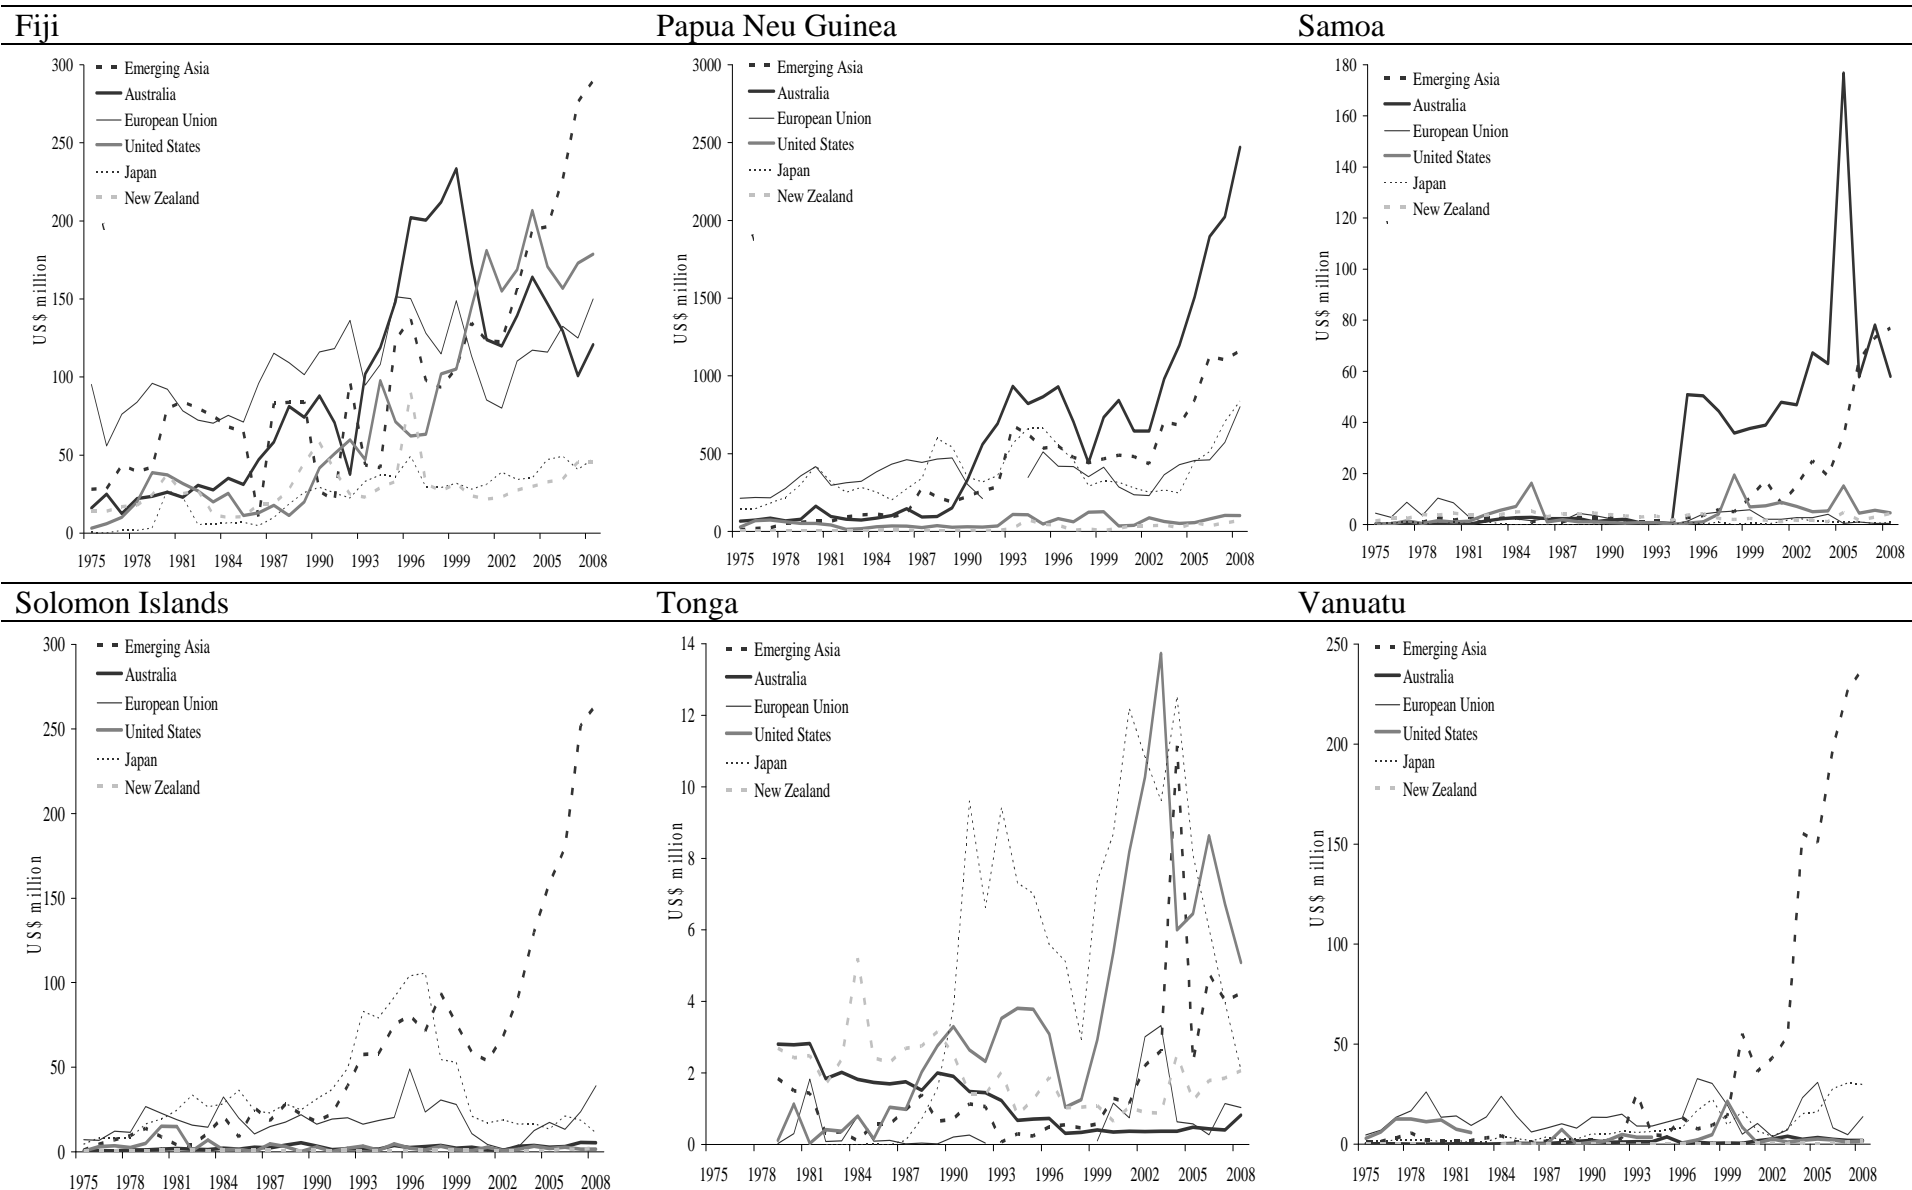 Fiji
Papua Neu Guinea
Samoa
300
250
200
150
100
50
0
US$ million
Emerging Asia
Australia
European Union
United States
Japan
New Zealand
1975 1978 1981 1984 1987 1990 1993 1996 1999 2002 2005 2008
3000
2500
2000
1500
1000
500
0
US$ million
Emerging Asia
Australia
European Union
United States
Japan
New Zealand
1975 1978 1981 1984 1987 1990 1993 1996 1999 2002 2005 2008
180
160
140
120
100
80
60
40
20
0
US$ million
Emerging Asia
Australia
European Union
United States
Japan
New Zealand
1975 1978 1981 1984 1987 1990 1993 1996 1999 2002 2005 2008
Solomon Islands
Tonga
Vanuatu
300
250
200
150
100
50
0
US$ million
Emerging Asia
Australia
European Union
United States
Japan
New Zealand
1975 1978 1981 1984 1987 1990 1993 1996 1999 2002 2005 2008
14
12
10
8
6
4
2
0
US$ million
Emerging Asia
Australia
European Union
United States
Japan
New Zealand
1975 1978 1981 1984 1987 1990 1993 1996 1999 2002 2005 2008
250
200
150
100
50
0
US$ million
Emerging Asia
Australia
European Union
United States
Japan
New Zealand
1975 1978 1981 1984 1987 1990 1993 1996 1999 2002 2005 2008